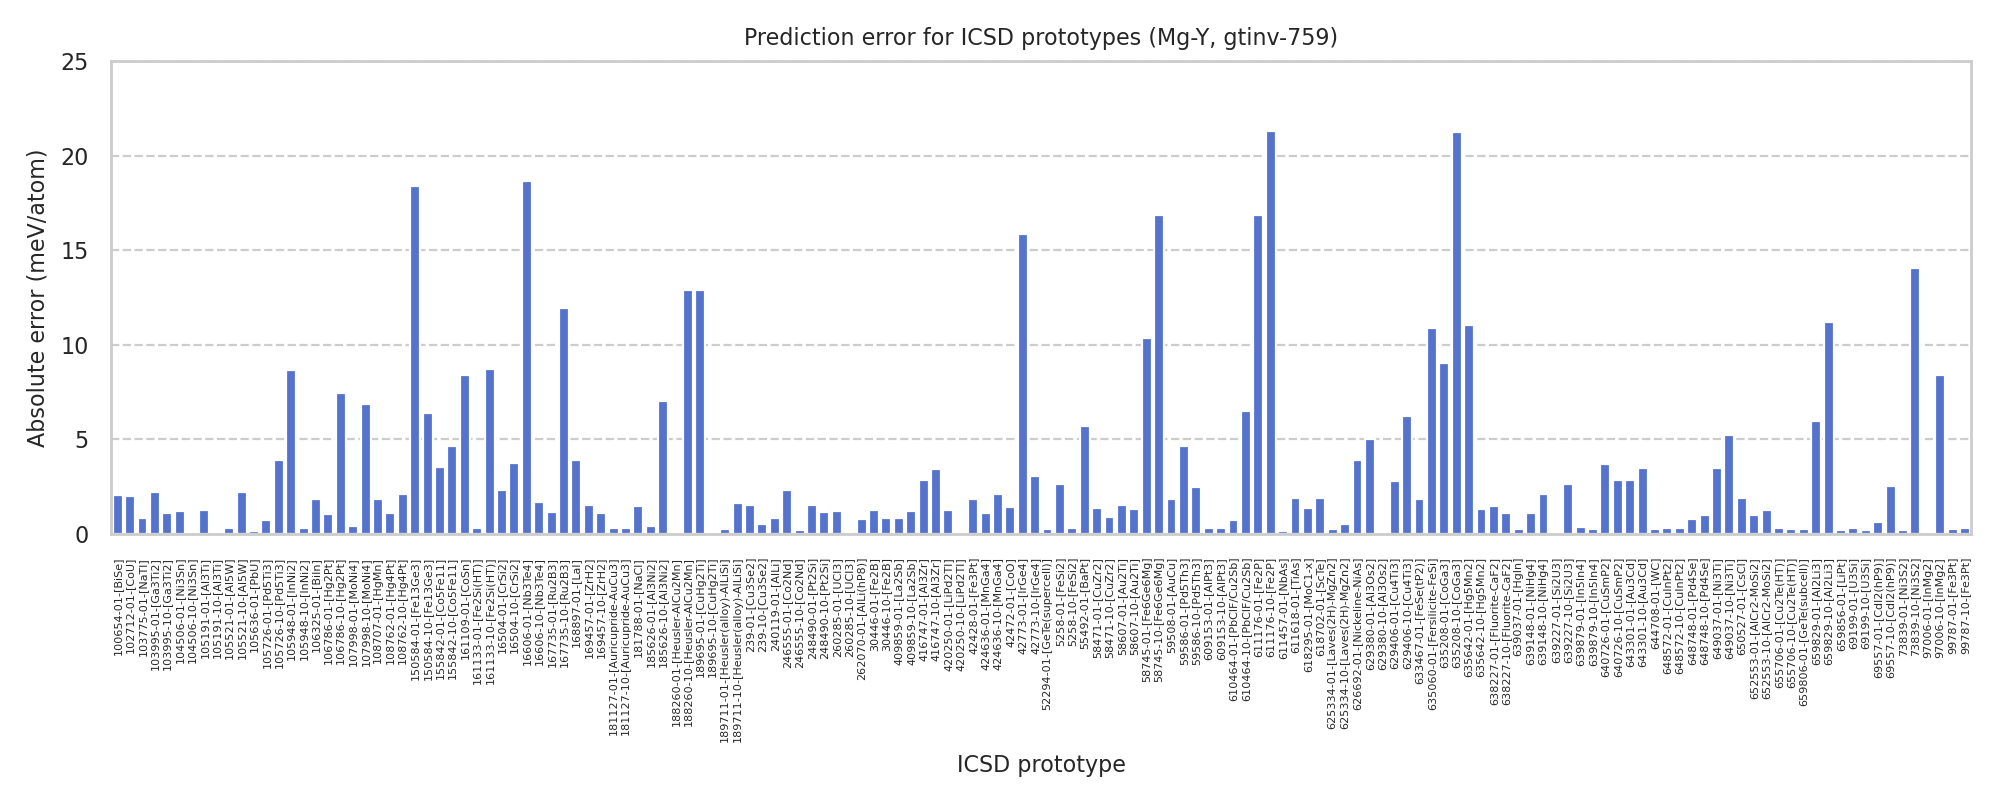 Prediction error for ICSD prototypes (Mg-Y, gtinv-759)
Absolute error (meV/atom)
25
20
15
10
5
0
100654-01-[BiSe]
102712-01-[CoU]
103775-01-[NaTl]
103995-01-[Ga3Ti2]
103995-10-[Ga3Ti2]
104506-01-[Ni3Sn]
104506-10-[Ni3Sn]
105191-01-[Al3Ti]
105191-10-[Al3Ti]
105521-01-[Al5W]
105521-10-[Al5W]
105636-01-[PbU]
105726-01-[Pd5Ti3]
105726-10-[Pd5Ti3]
105948-01-[InNi2]
105948-10-[InNi2]
106325-01-[BiIn]
106786-01-[Hg2Pt]
106786-10-[Hg2Pt]
107998-01-[MoNi4]
107998-10-[MoNi4]
108707-01-[HgMn]
108762-01-[Hg4Pt]
108762-10-[Hg4Pt]
150584-01-[Fe13Ge3]
150584-10-[Fe13Ge3]
155842-01-[Co5Fe11]
155842-10-[Co5Fe11]
161109-01-[CoSn]
161133-01-[Fe2Si(HT)]
161133-10-[Fe2Si(HT)]
16504-01-[CrSi2]
16504-10-[CrSi2]
16606-01-[Nb3Te4]
16606-10-[Nb3Te4]
167735-01-[Ru2B3]
167735-10-[Ru2B3]
168897-01-[LaI]
169457-01-[ZrH2]
169457-10-[ZrH2]
181127-01-[Auricupride-AuCu3]
181127-10-[Auricupride-AuCu3]
181788-01-[NaCl]
185626-01-[Al3Ni2]
185626-10-[Al3Ni2]
188260-01-[Heusler-AlCu2Mn]
188260-10-[Heusler-AlCu2Mn]
189695-01-[CuHg2Ti]
189695-10-[CuHg2Ti]
189711-01-[Heusler(alloy)-AlLiSi]
189711-10-[Heusler(alloy)-AlLiSi]
239-01-[Cu3Se2]
239-10-[Cu3Se2]
240119-01-[AlLi]
246555-01-[Co2Nd]
246555-10-[Co2Nd]
248490-01-[Pt2Si]
248490-10-[Pt2Si]
260285-01-[UCl3]
260285-10-[UCl3]
262070-01-[AlLi(hP8)]
30446-01-[Fe2B]
30446-10-[Fe2B]
409859-01-[La2Sb]
409859-10-[La2Sb]
416747-01-[Al3Zr]
416747-10-[Al3Zr]
420250-01-[LiPd2Tl]
420250-10-[LiPd2Tl]
42428-01-[Fe3Pt]
424636-01-[MnGa4]
424636-10-[MnGa4]
42472-01-[CoO]
42773-01-[IrGe4]
42773-10-[IrGe4]
52294-01-[GeTe(supercell)]
5258-01-[FeSi2]
5258-10-[FeSi2]
55492-01-[BaPt]
58471-01-[CuZr2]
58471-10-[CuZr2]
58607-01-[Au2Ti]
58607-10-[Au2Ti]
58745-01-[Fe6Ge6Mg]
58745-10-[Fe6Ge6Mg]
59508-01-[AuCu]
59586-01-[Pd5Th3]
59586-10-[Pd5Th3]
609153-01-[AlPt3]
609153-10-[AlPt3]
610464-01-[PbClF/Cu2Sb]
610464-10-[PbClF/Cu2Sb]
611176-01-[Fe2P]
611176-10-[Fe2P]
611457-01-[NbAs]
611618-01-[TiAs]
618295-01-[MoC1-x]
618702-01-[ScTe]
625334-01-[Laves(2H)-MgZn2]
625334-10-[Laves(2H)-MgZn2]
626692-01-[Nickeline-NiAs]
629380-01-[Al3Os2]
629380-10-[Al3Os2]
629406-01-[Cu4Ti3]
629406-10-[Cu4Ti3]
633467-01-[FeSe(tP2)]
635060-01-[Fersilicite-FeSi]
635208-01-[CoGa3]
635208-10-[CoGa3]
635642-01-[Hg5Mn2]
635642-10-[Hg5Mn2]
638227-01-[Fluorite-CaF2]
638227-10-[Fluorite-CaF2]
639037-01-[HgIn]
639148-01-[NiHg4]
639148-10-[NiHg4]
639227-01-[Si2U3]
639227-10-[Si2U3]
639879-01-[In5In4]
639879-10-[In5In4]
640726-01-[CuSmP2]
640726-10-[CuSmP2]
643301-01-[Au3Cd]
643301-10-[Au3Cd]
644708-01-[WC]
648572-01-[CuInPt2]
648572-10-[CuInPt2]
648748-01-[Pd4Se]
648748-10-[Pd4Se]
649037-01-[Ni3Ti]
649037-10-[Ni3Ti]
650527-01-[CsCl]
652553-01-[AlCr2-MoSi2]
652553-10-[AlCr2-MoSi2]
655706-01-[Cu2Te(HT)]
655706-10-[Cu2Te(HT)]
659806-01-[GeTe(subcell)]
659829-01-[Al2Li3]
659829-10-[Al2Li3]
659856-01-[LiPt]
69199-01-[U3Si]
69199-10-[U3Si]
69557-01-[CdI2(hP9)]
69557-10-[CdI2(hP9)]
73839-01-[Ni3S2]
73839-10-[Ni3S2]
97006-01-[InMg2]
97006-10-[InMg2]
99787-01-[Fe3Pt]
99787-10-[Fe3Pt]
ICSD prototype